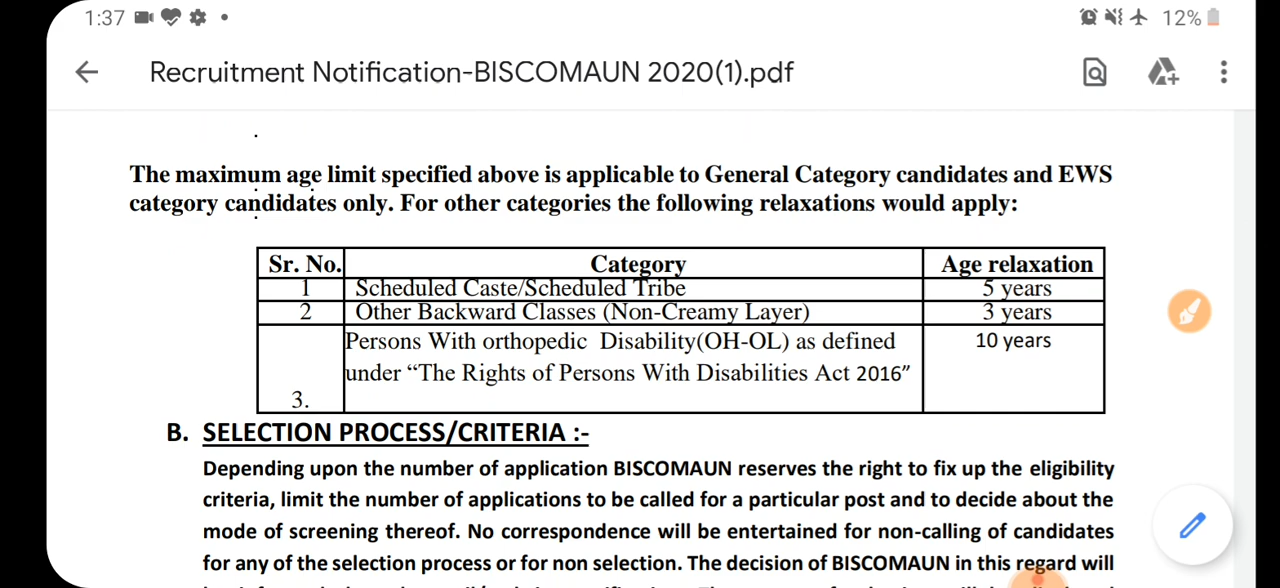 1:37 12%
Recruitment Notification-BISCOMAUN 2020(1).pdf
The maximum age limit specified above is applicable to General Category candidates and EWS
category candidates only. For other categories the following relaxations would apply:
Sr. No. Category Age relaxation
1 Scheduled Caste/Scheduled Tribe 5 years
2 Other Backward Classes (Non-Creamy Layer) 3 years
Persons With orthopedic Disability(OH-OL) as defined 10 years
under “The Rights of Persons With Disabilities Act 2016”
3.
B. SELECTION PROCESS/CRITERIA :-
Depending upon the number of application BISCOMAUN reserves the right to fix up the eligibility
criteria, limit the number of applications to be called for a particular post and to decide about the
mode of screening thereof. No correspondence will be entertained for non-calling of candidates
for any of the selection process or for non selection. The decision of BISCOMAUN in this regard will